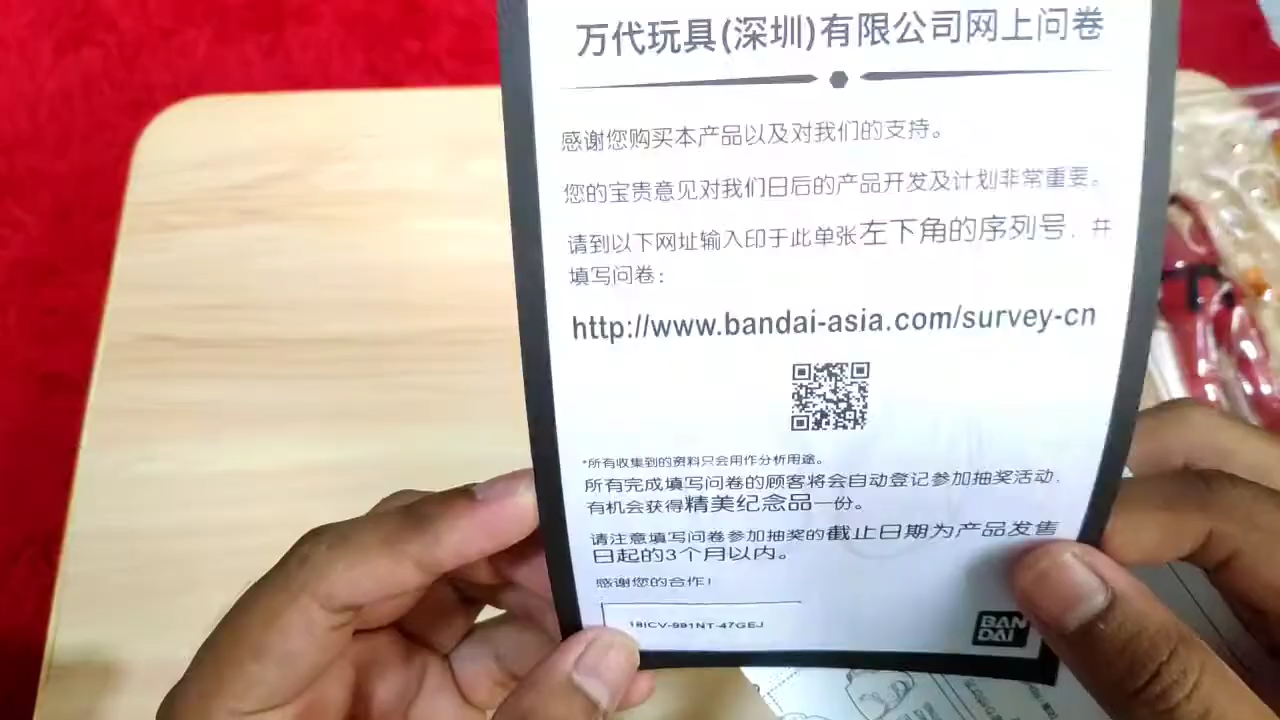 万代玩具(深圳)有限公司网上问卷
感谢您购买本产品以及对我们的支持。
您的宝贵意见对我们日后的产品开发及计划非常重要。
请到以下网址输入印于此单张左下角的序列号，并
填写问卷：
http://www.bandai-asia.com/survey-cn
*所有收集到的资料只会用作分析用途。
所有完成填写问卷的顾客将会自动登记参加抽奖活动，
有机会获得精美纪念品一份。
请注意填写问卷参加抽奖的截止日期为产品发售
日起的3个月以内。
感谢您的合作！
18ICV-991NT-47GEJ
BAN
DAI